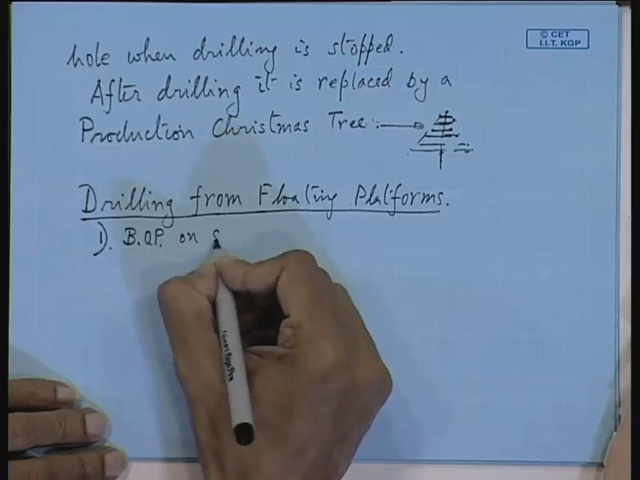 © CET
I.I.T. KGP
hole when drilling is stopped.
After drilling it is replaced by a
Production Christmas Tree :
Drilling from Floating Platforms.
1). B.O.P. on